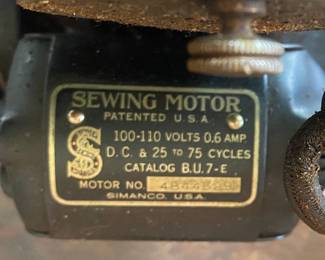 SEWING MOTOR
PATENTED U.S.A
100-110 VOLTS 0.6 AMP.
D.C. & 25 TO 75 CYCLES
CATALOG B.U.7-E
MOTOR NO.
SIMANCO. U.S.A.